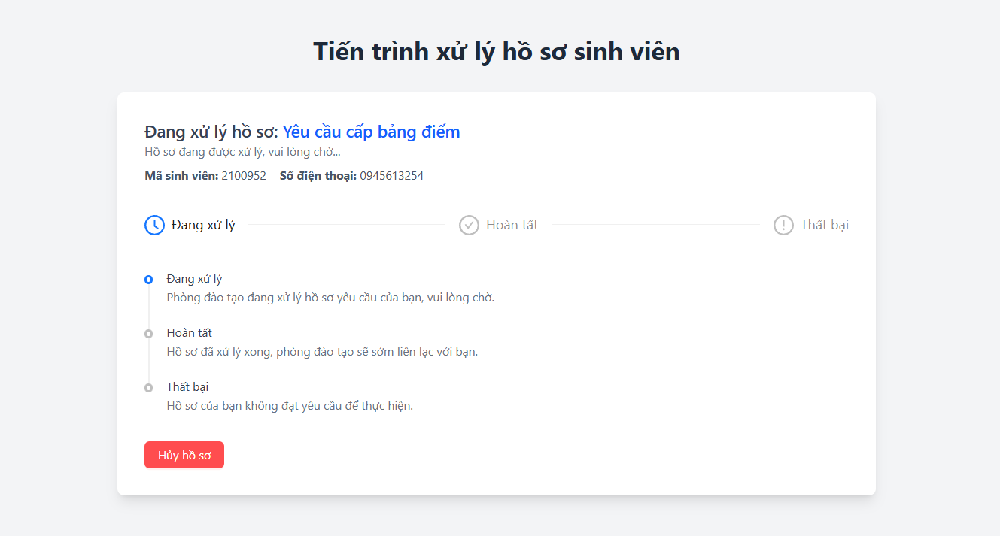 Tiến trình xử lý hồ sơ sinh viên
Đang xử lý hồ sơ: Yêu cầu cấp bảng điểm
Hồ sơ đang được xử lý, vui lòng chờ...
Mã sinh viên: 2100952 Số điện thoại: 0945613254
Đang xử lý Hoàn tất Thất bại
Đang xử lý
Phòng đào tạo đang xử lý hồ sơ yêu cầu của bạn, vui lòng chờ.
Hoàn tất
Hồ sơ đã xử lý xong, phòng đào tạo sẽ sớm liên lạc với bạn.
Thất bại
Hồ sơ của bạn không đạt yêu cầu để thực hiện.
Hủy hồ sơ